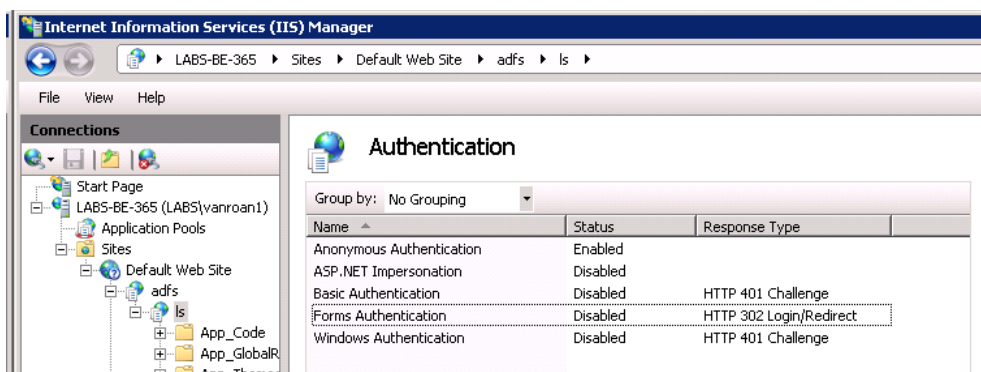 Internet Information Services (IIS) Manager
LABS-BE-365 Sites Default Web Site adfs ls
File View Help
Connections
Authentication
Start Page
LABS-BE-365 (LABS\vanroan1)
Application Pools
Sites
Default Web Site
adfs
ls
App_Code
App_GlobalR
Group by: No Grouping
Name Status Response Type
Anonymous Authentication Enabled
ASP.NET Impersonation Disabled
Basic Authentication Disabled HTTP 401 Challenge
Forms Authentication Disabled HTTP 302 Login/Redirect
Windows Authentication Disabled HTTP 401 Challenge